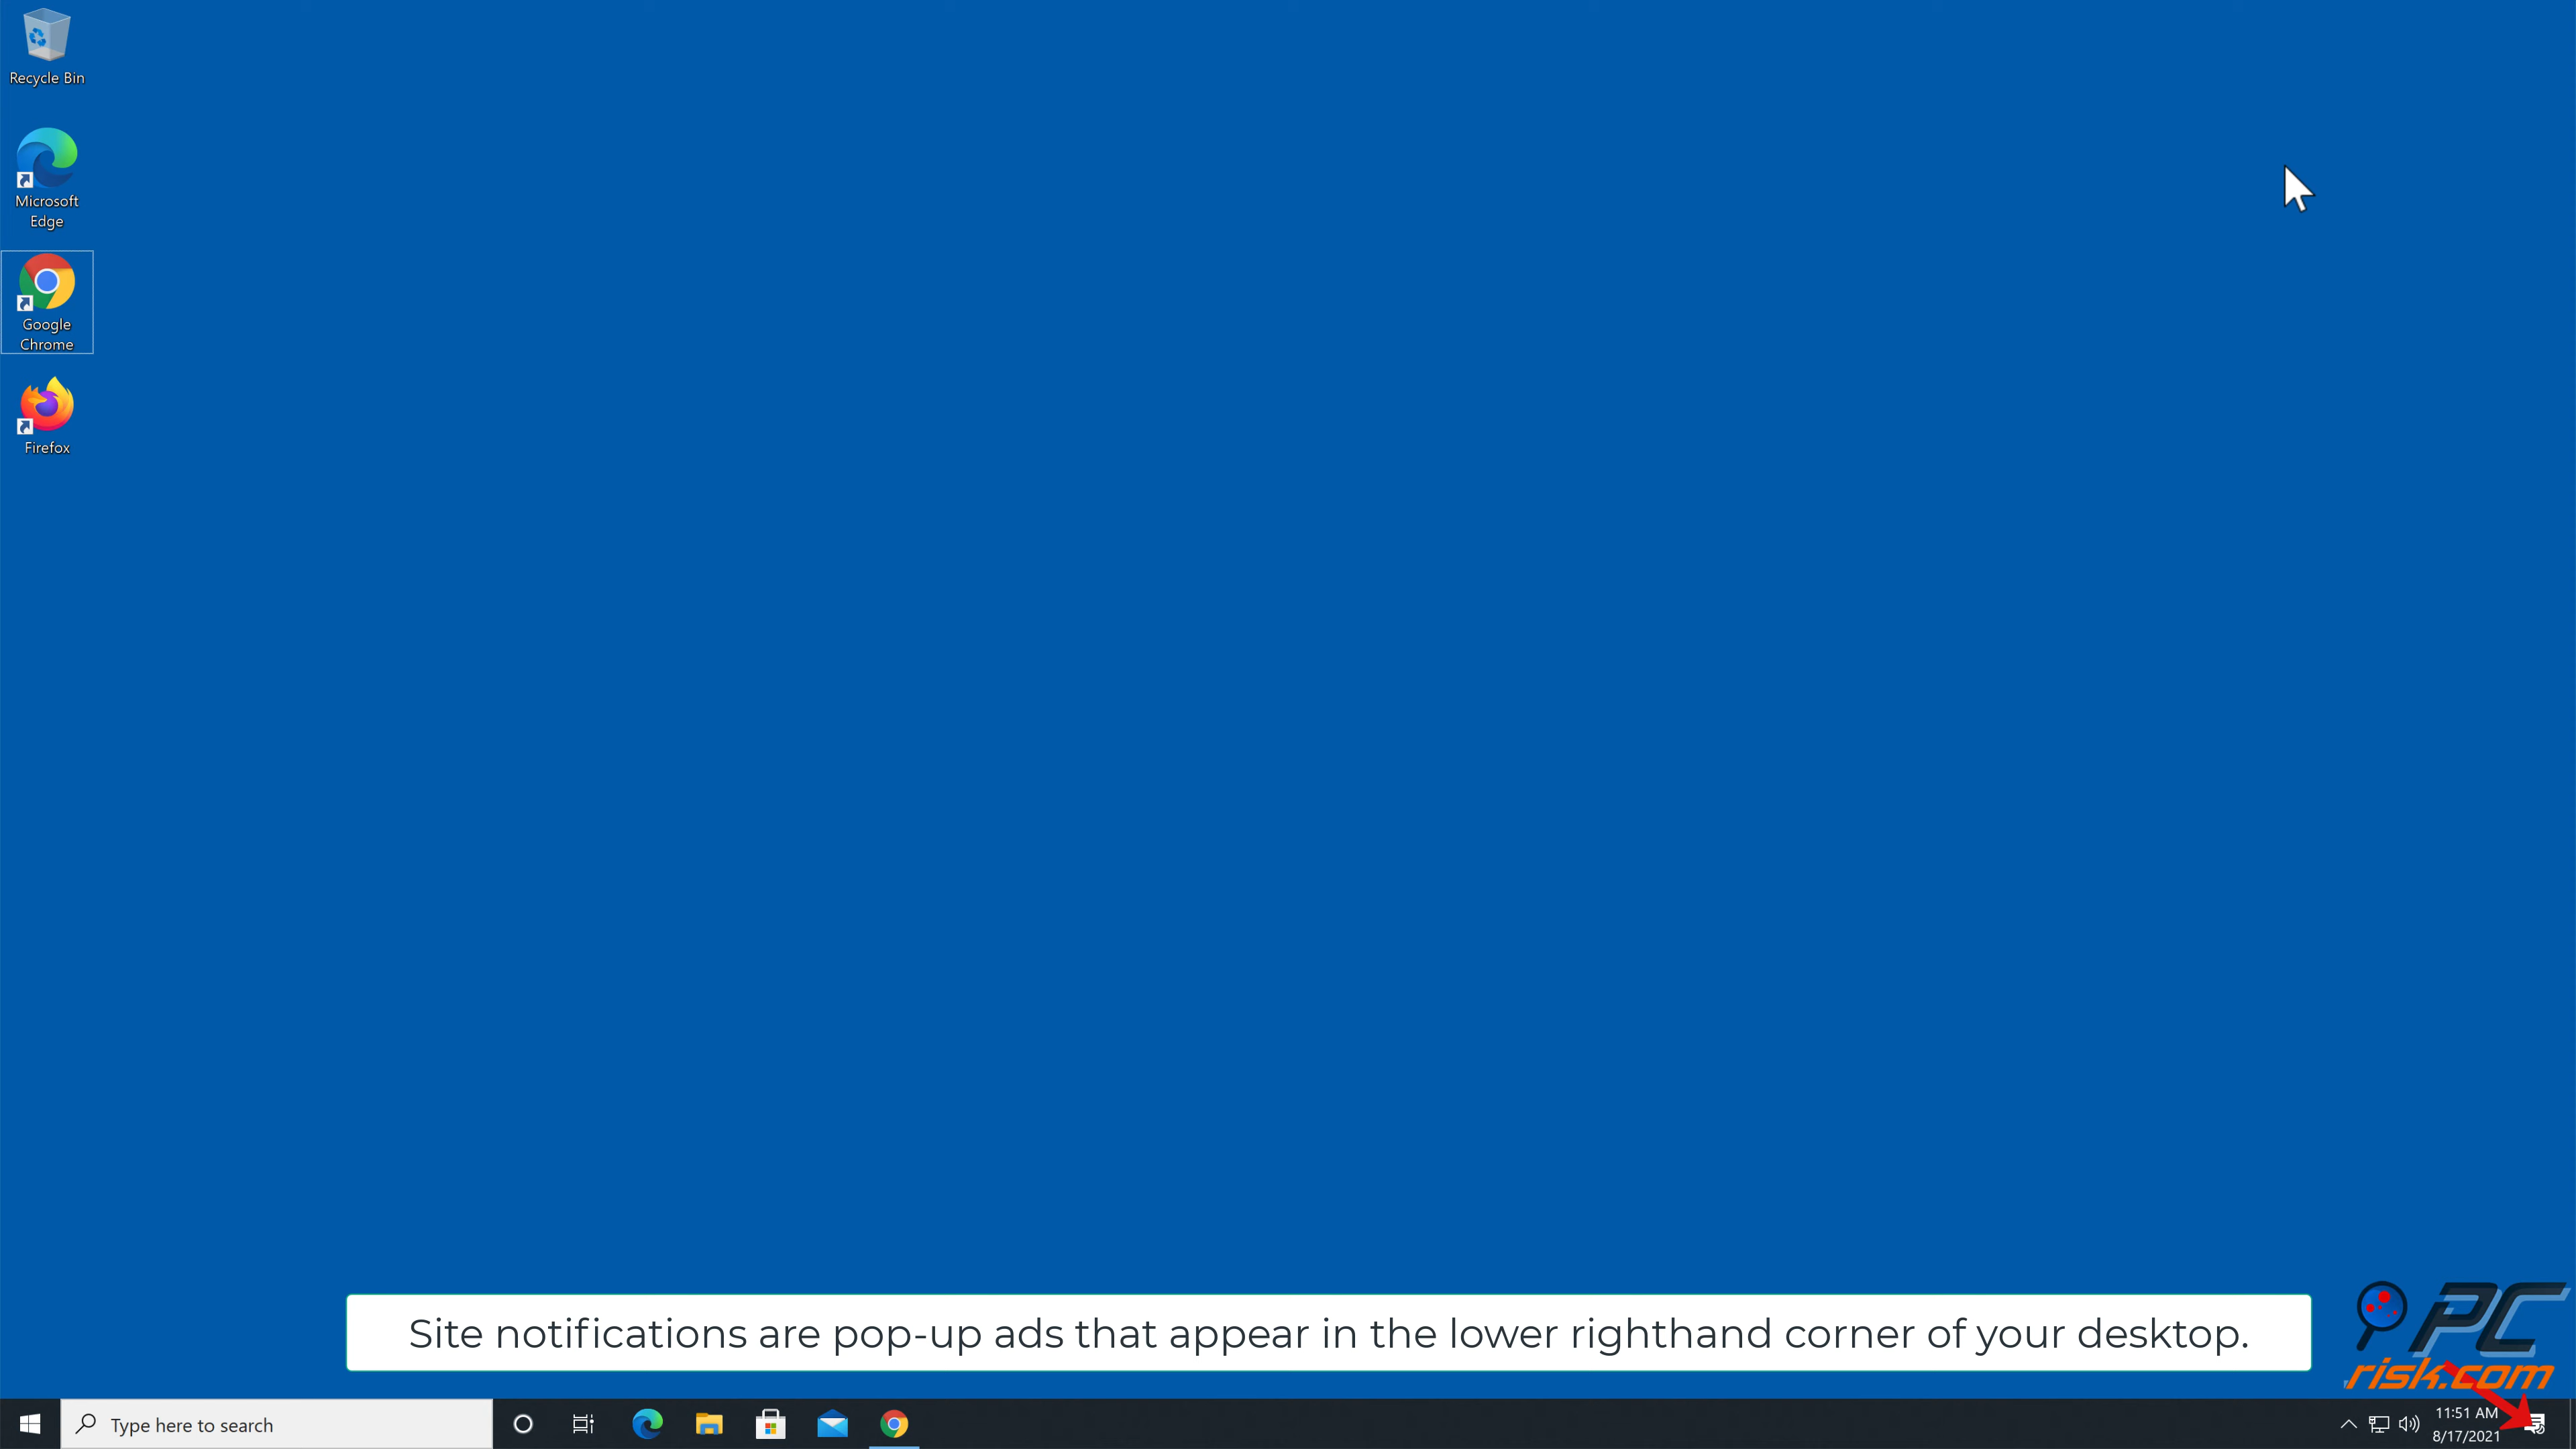 Recycle Bin
Microsoft
Edge
Google
Chrome
Firefox
Site notifications are pop-up ads that appear in the lower righthand corner of your desktop.
PC
risk.com
Type here to search
11:51 AM
8/17/2021